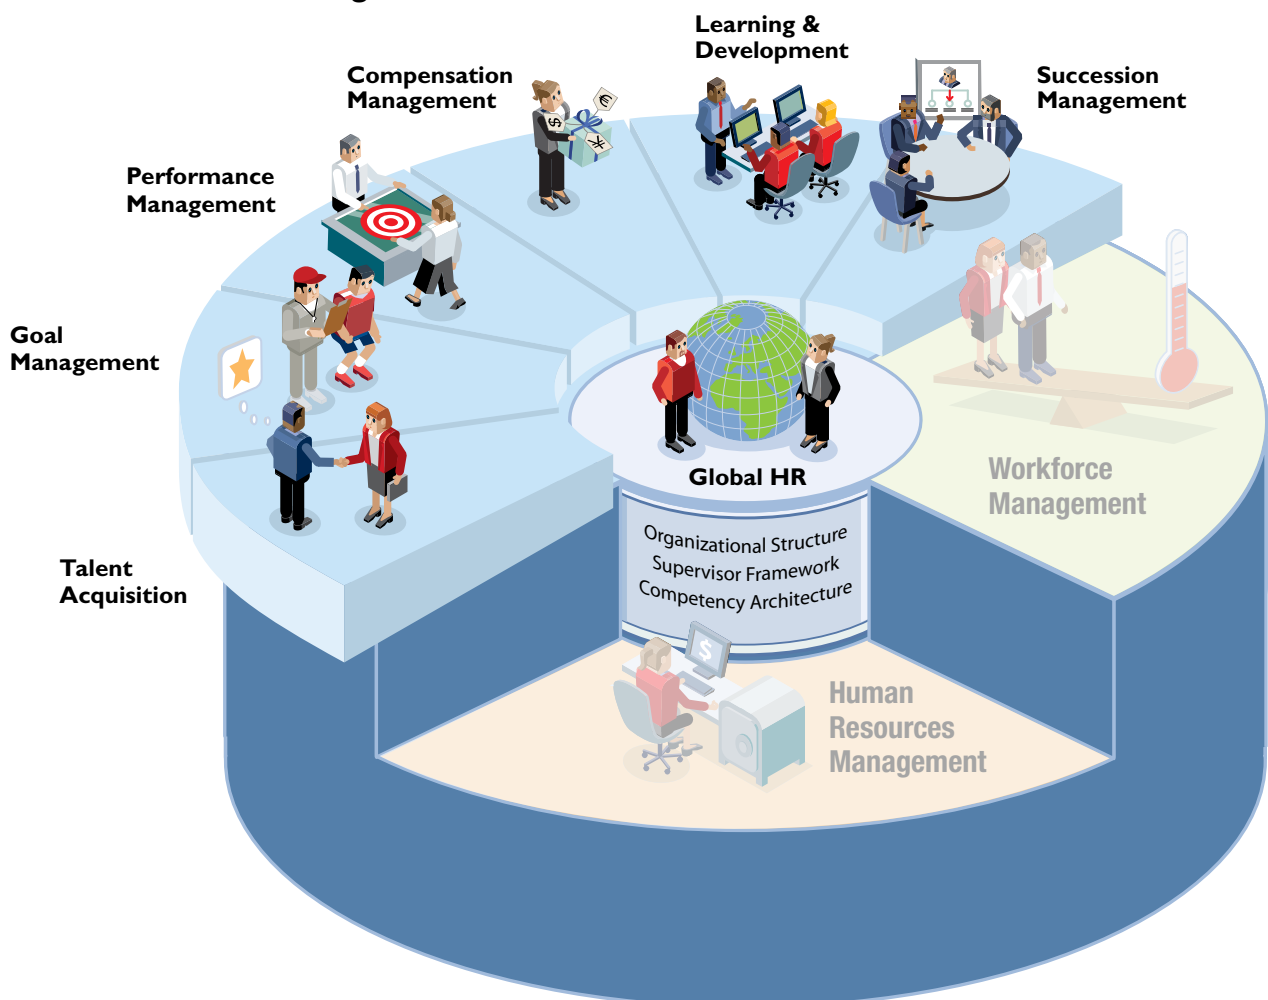 Learning &
Development
Compensation
Management
Succession
Management
Performance
Management
Goal
Management
Talent
Acquisition
Global HR
Organizational Structure
Supervisor Framework
Competency Architecture
Workforce
Management
Human
Resources
Management
$
€
$